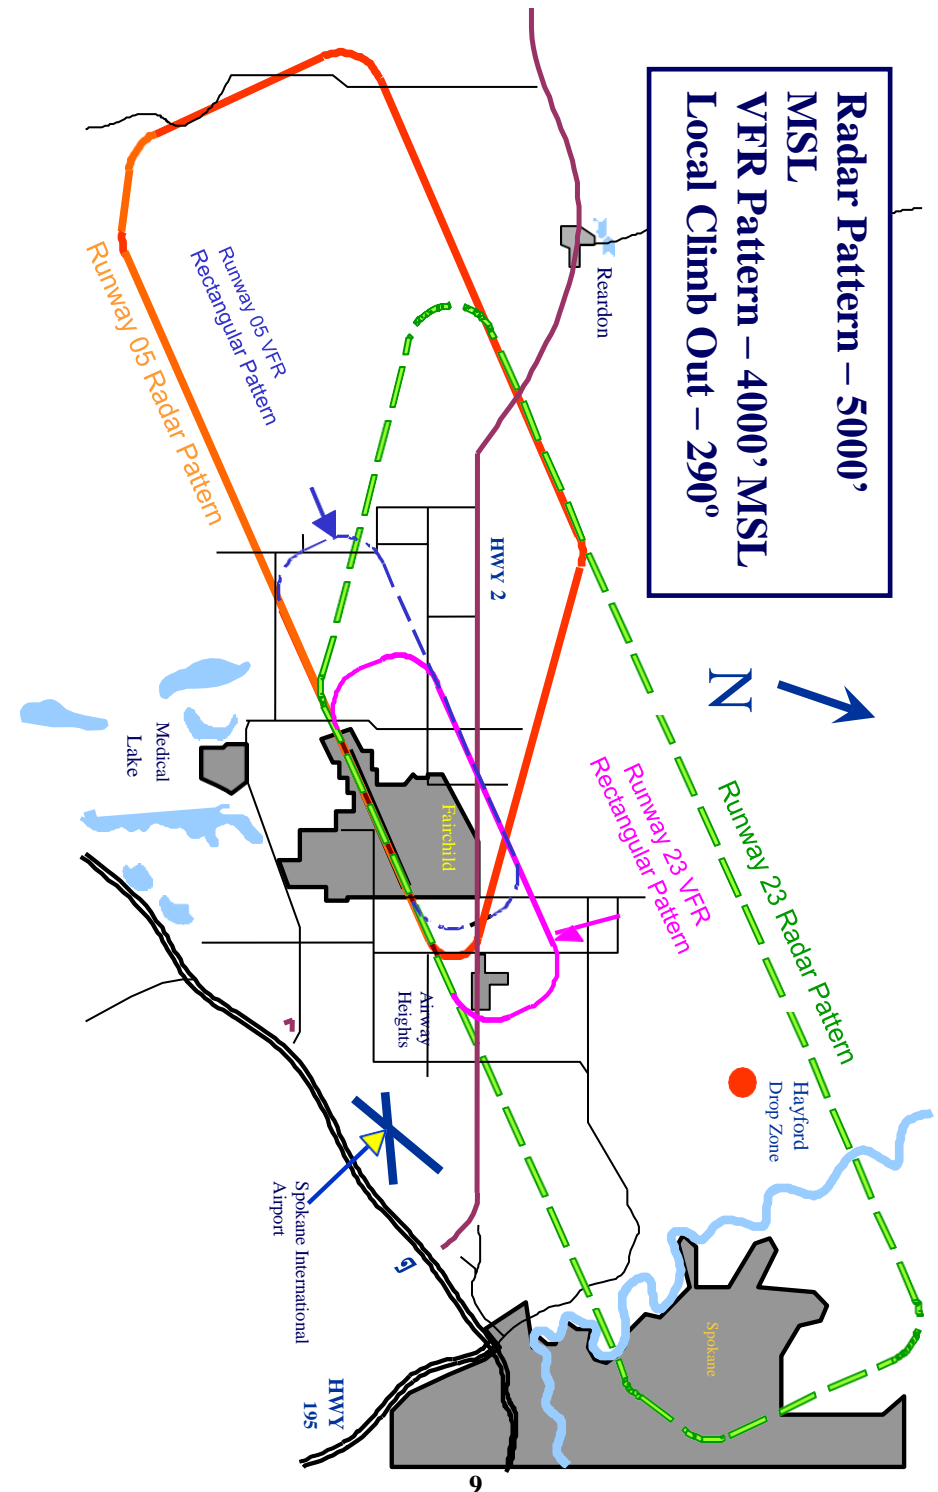 Radar Pattern – 5000’
MSL
VFR Pattern – 4000’ MSL
Local Climb Out – 290º
Reardon
Runway 05 VFR
Rectangular Pattern
Runway 05 Radar Pattern
HWY 2
N
Medical
Lake
Fairchild
Runway 23 VFR
Rectangular Pattern
Runway 23 Radar Pattern
Airway
Heights
Hayford
Drop Zone
Spokane International
Airport
Spokane
HWY
195
9